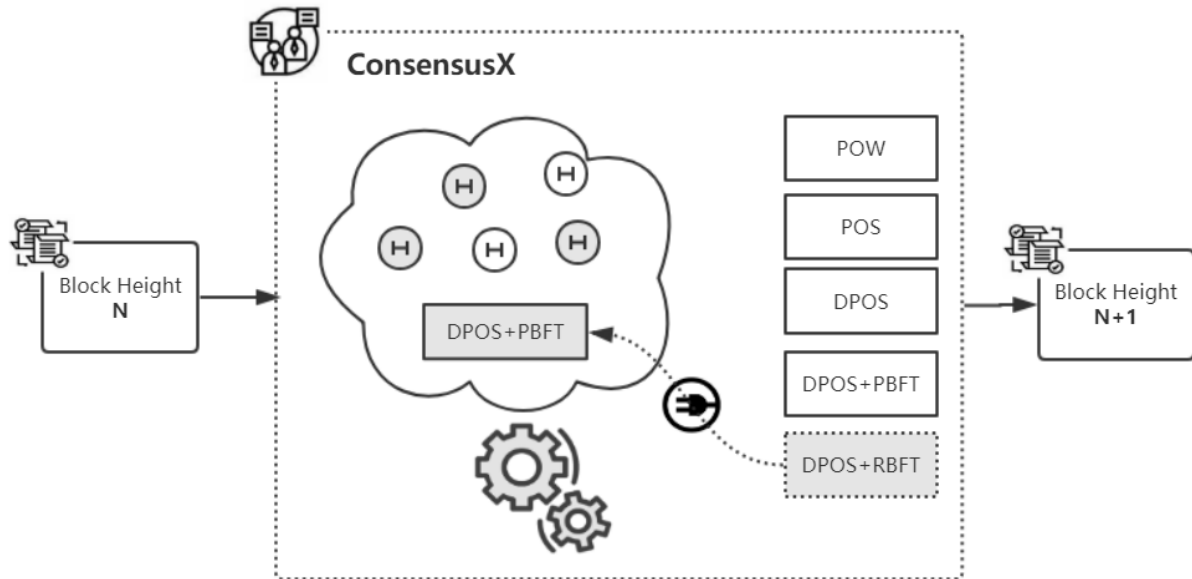 ConsensusX
Block Height
N
H
H
H
H
H
DPOS+PBFT
POW
POS
DPOS
DPOS+PBFT
DPOS+RBFT
Block Height
N+1